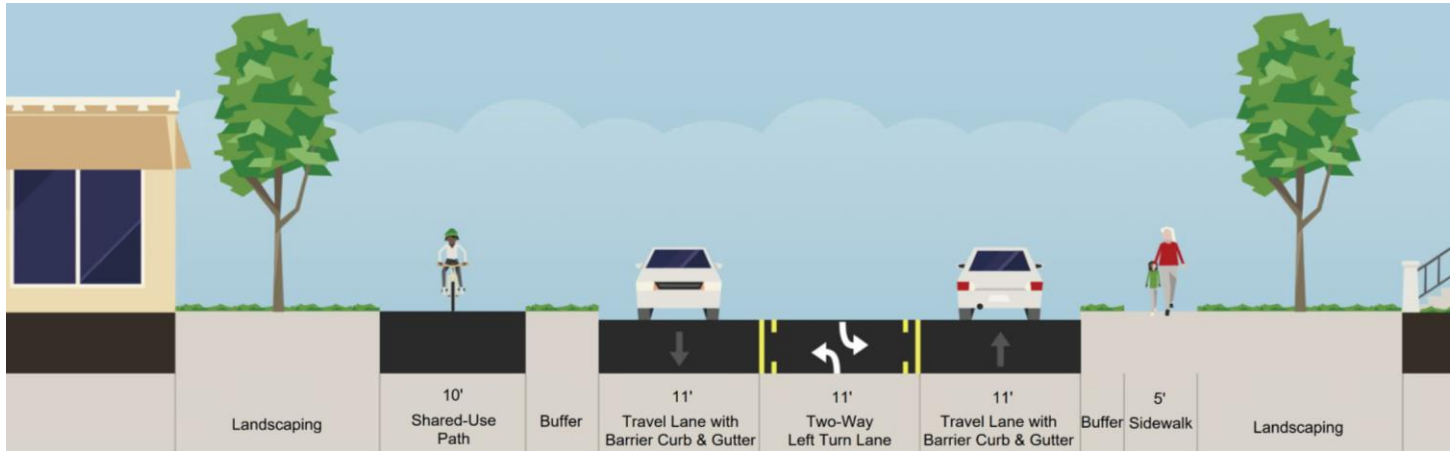 Landscaping
10'
Shared-Use
Path
Buffer
11'
Travel Lane with
Barrier Curb & Gutter
11'
Two-Way
Left Turn Lane
11'
Travel Lane with
Barrier Curb & Gutter
Buffer
5'
Sidewalk
Landscaping